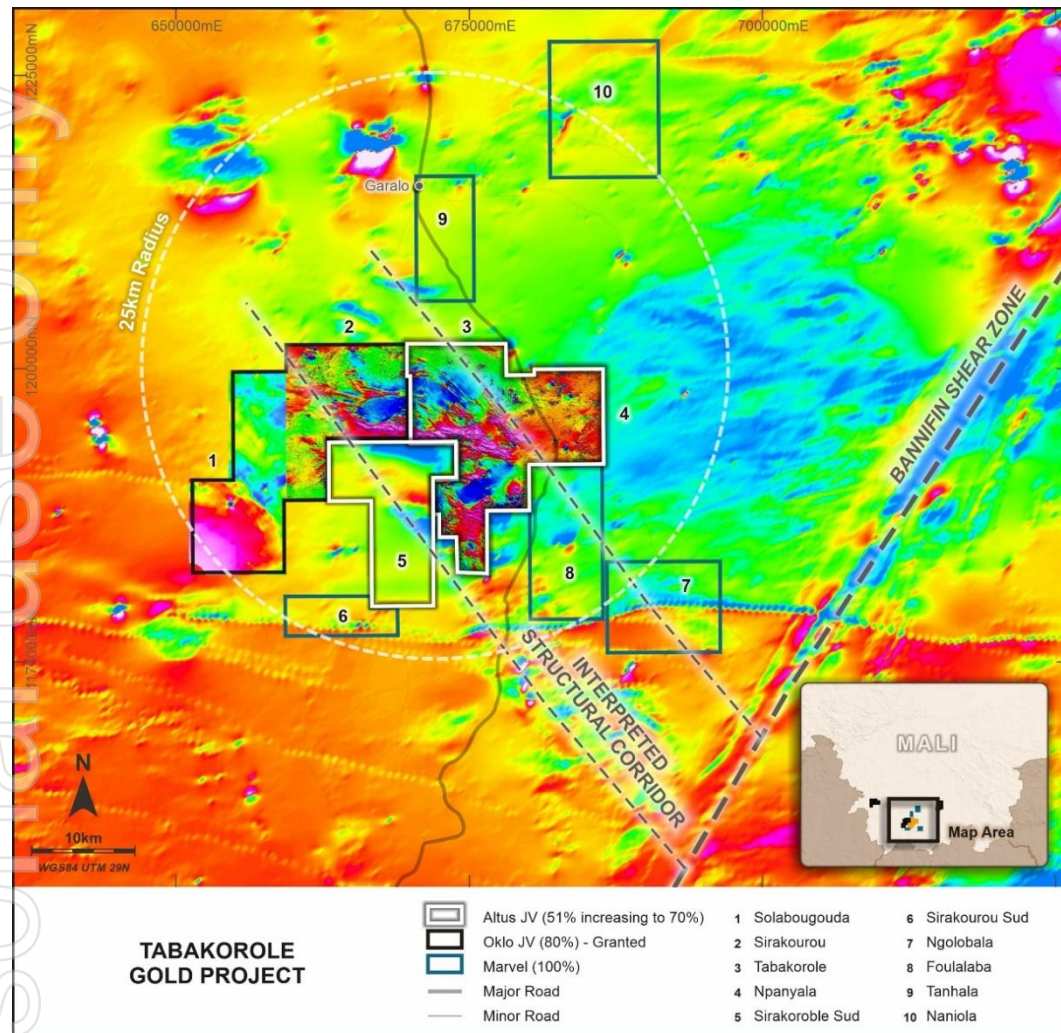 650000mE
675000mE
700000mE
1225000mN
1200000mN
10
Garalo
9
25km Radius
2
3
4
1
5
8
7
6
BANNIFIN SHEAR ZONE
INTERPRETED
STRUCTURAL CORRIDOR
N
10km
WGS84 UTM 29N
MALI
Map Area
TABAKOROLE
GOLD PROJECT
Altus JV (51% increasing to 70%)
Oklo JV (80%) - Granted
Marvel (100%)
Major Road
Minor Road
1 Solabougouda
2 Sirakourou
3 Tabakorole
4 Npanyala
5 Sirakoroble Sud
6 Sirakourou Sud
7 Ngolobala
8 Foulalaba
9 Tanhala
10 Naniola